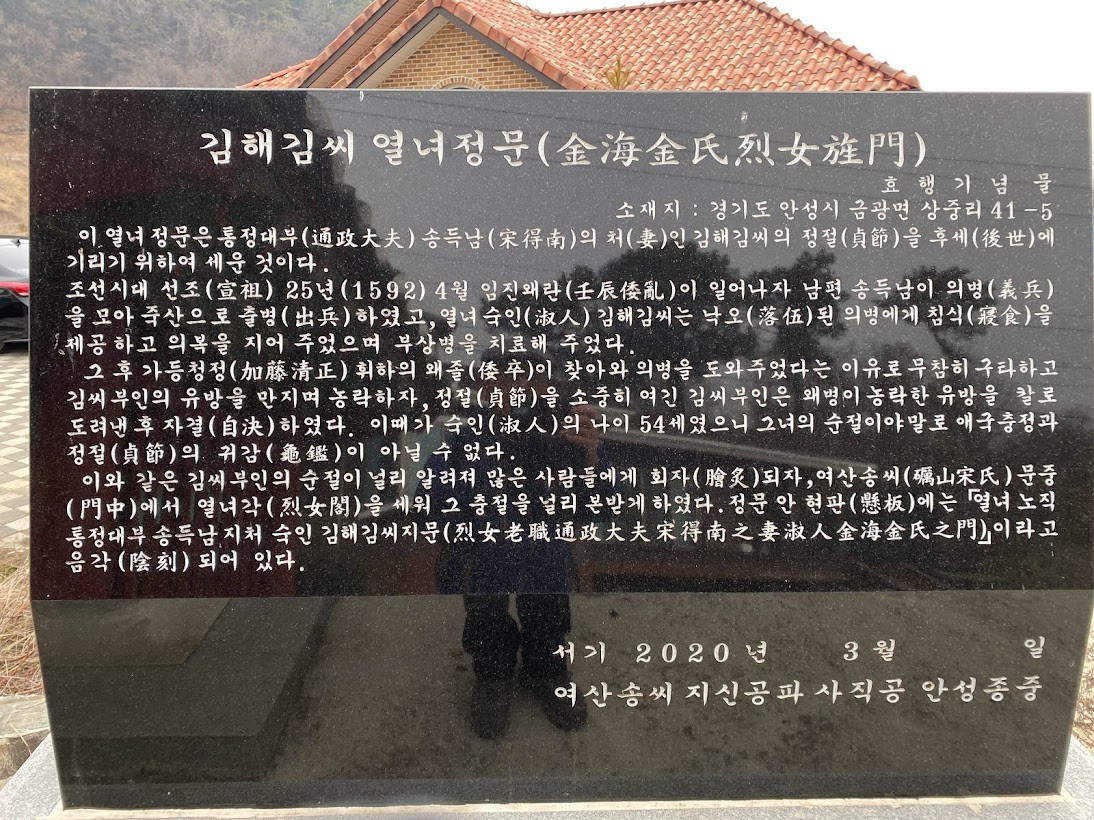 김해김씨 열녀정문(金海金氏烈女旌門)
효행기념물
소재지 : 경기도 안성시 금광면 상중리 41-5
이 열녀정문은 통정대부(通政大夫) 송득남(宋得南)의 처(妻)인 김해김씨의 정절(貞節)을 후세(後世)에
기리기 위하여 세운 것이다.
조선시대 선조(宣祖) 25년(1592) 4월 임진왜란(壬辰倭亂)이 일어나자 남편 송득남이 의병(義兵)
을 모아 죽산으로 출병(出兵)하였고, 열녀 숙인(淑人) 김해김씨는 낙오(落伍)된 의병에게 침식(寢食)을
제공하고 의복을 지어 주었으며 부상병을 치료해 주었다.
그 후 가등청정(加藤清正) 휘하의 왜졸(倭卒)이 찾아와 의병을 도와주었다는 이유로 무참히 구타하고
김씨부인의 유방을 만지며 농락하자, 정절(貞節)을 소중히 여긴 김씨부인은 왜병이 농락한 유방을 칼로
도려낸 후 자결(自決)하였다. 이때가 숙인(淑人)의 나이 54세였으니 그녀의 순절이야말로 애국충정과
정절(貞節)의 귀감(龜鑑)이 아닐 수 없다.
이와 같은 김씨부인의 순절이 널리 알려져 많은 사람들에게 회자(膾炙)되자, 여산송씨(礪山宋氏) 문중
(門中)에서 열녀각(烈女閣)을 세워 그 충절을 널리 본받게 하였다. 정문 안 현판(懸板)에는 「열녀 노직
통정대부 송득남지처 숙인 김해김씨지문(烈女老職通政大夫宋得南之妻淑人金海金氏之門)」이라고
음각(陰刻)되어 있다.
서기 2020년 3월 일
여산송씨 지신공파 사직공 안성종중